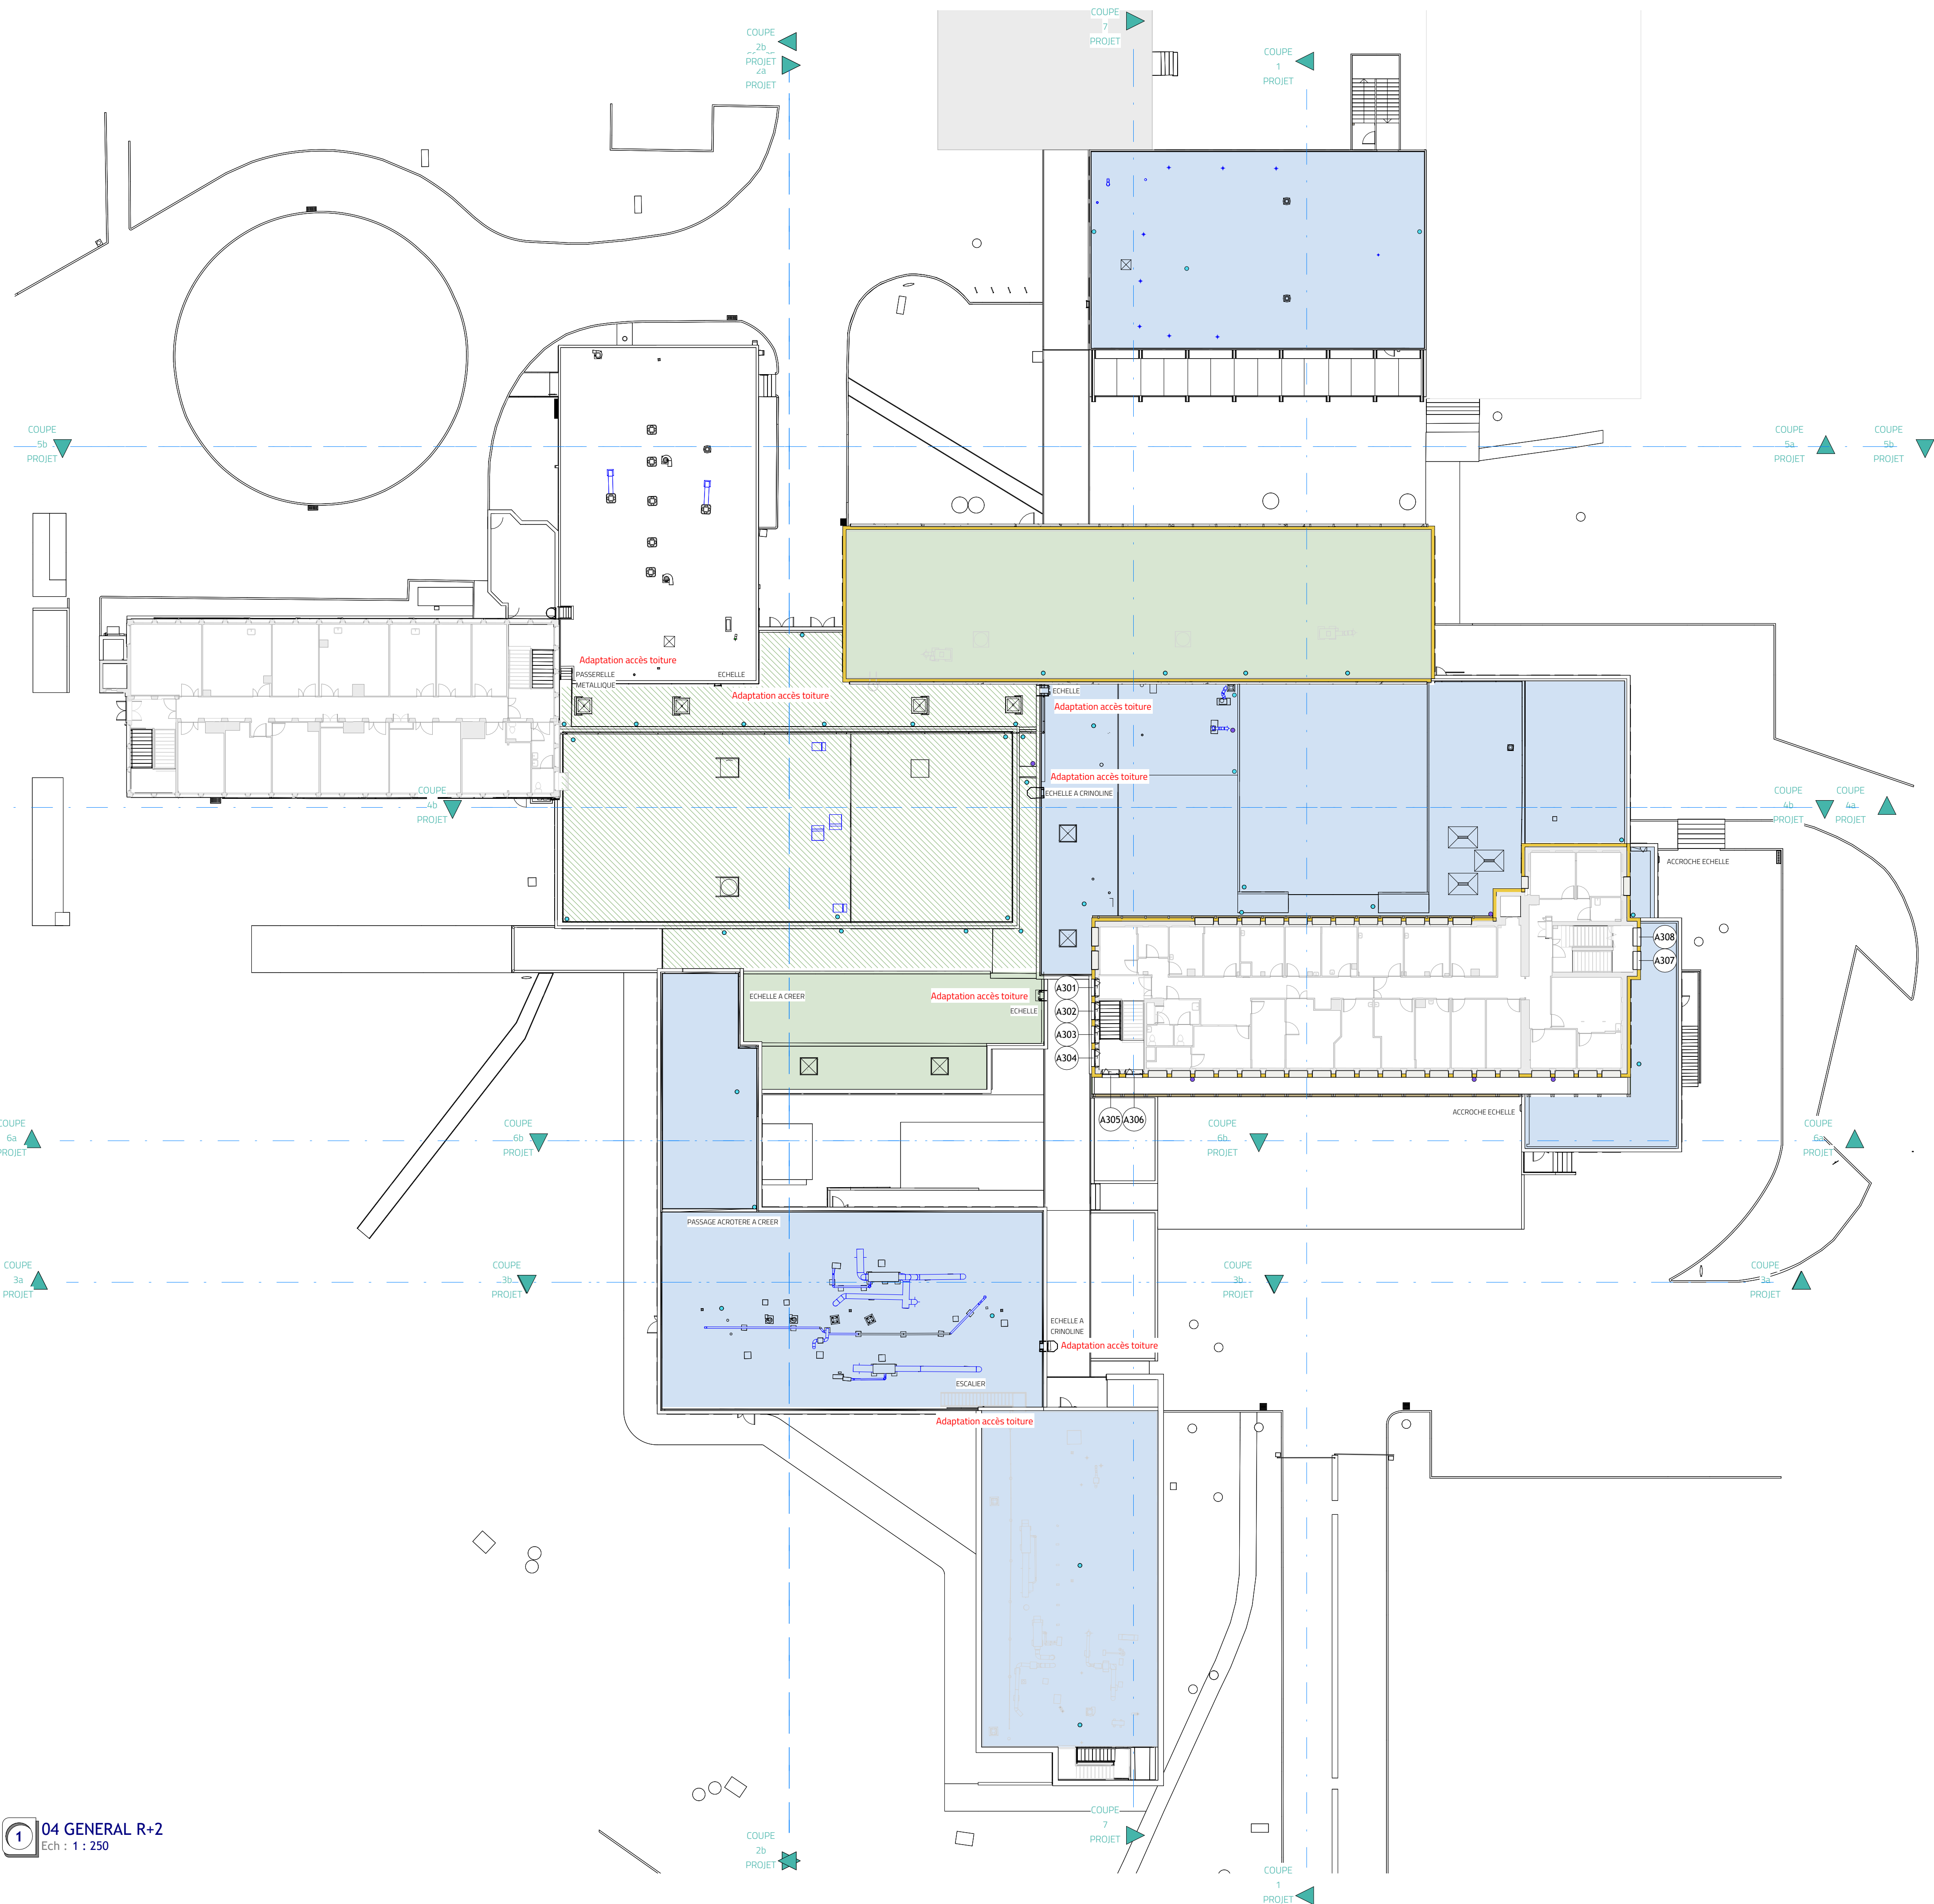 COUPE
7
PROJET
COUPE
2b
PROJET
2a
PROJET
COUPE
1
PROJET
COUPE
5b
PROJET
COUPE
5a
PROJET
COUPE
5b
PROJET
Adaptation accès toiture
PASSERELLE
METALLIQUE
ECHELLE
Adaptation accès toiture
ECHELLE
Adaptation accès toiture
Adaptation accès toiture
ECHELLE A CRINOLINE
COUPE
4b
PROJET
COUPE
4b
PROJET
COUPE
4a
PROJET
ACCROCHE ECHELLE
A308
A307
A301
A302
A303
A304
ECHELLE A CREER
Adaptation accès toiture
ECHELLE
A305
A306
ACCROCHE ECHELLE
COUPE
6a
PROJET
COUPE
6b
PROJET
COUPE
6b
PROJET
COUPE
6a
PROJET
PASSAGE ACROTERE A CREER
COUPE
3a
PROJET
COUPE
3b
PROJET
COUPE
3b
PROJET
COUPE
3a
PROJET
ECHELLE A
CRINOLINE
Adaptation accès toiture
ESCALIER
Adaptation accès toiture
COUPE
7
PROJET
COUPE
2b
PROJET
COUPE
1
PROJET
1
04 GENERAL R+2
Ech : 1 : 250